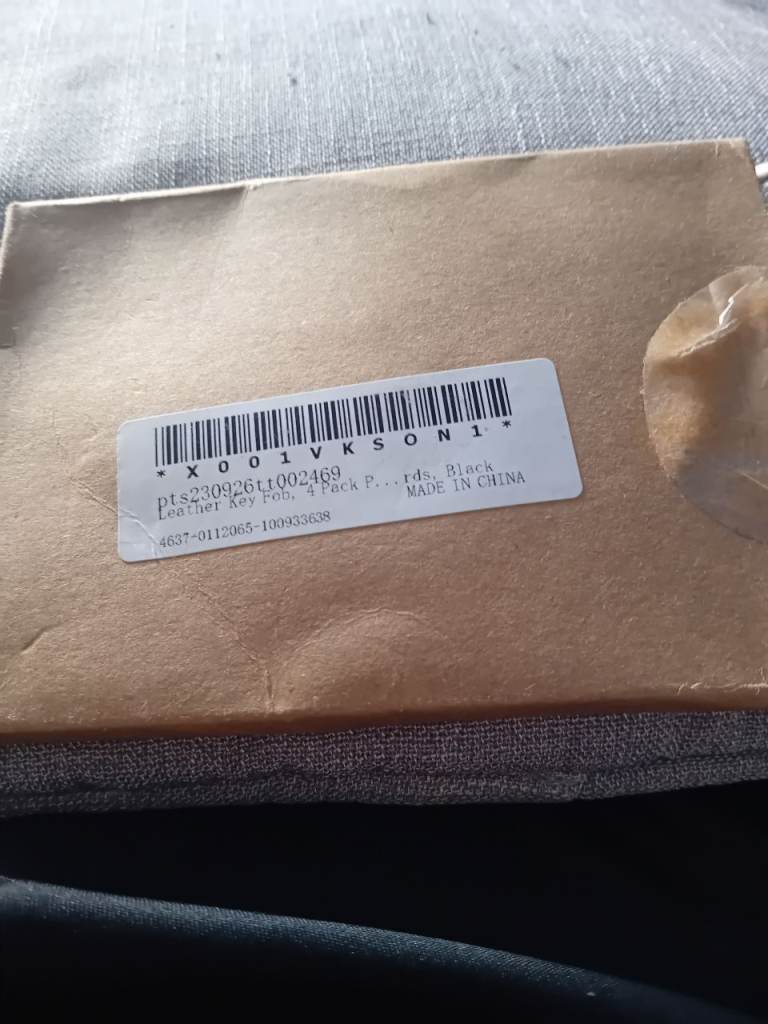 *X001VKSON1*
pts230926tt002469
Leather Key Fob, 4 Pack P...rds, Black
MADE IN CHINA
4637-0112065-100933638